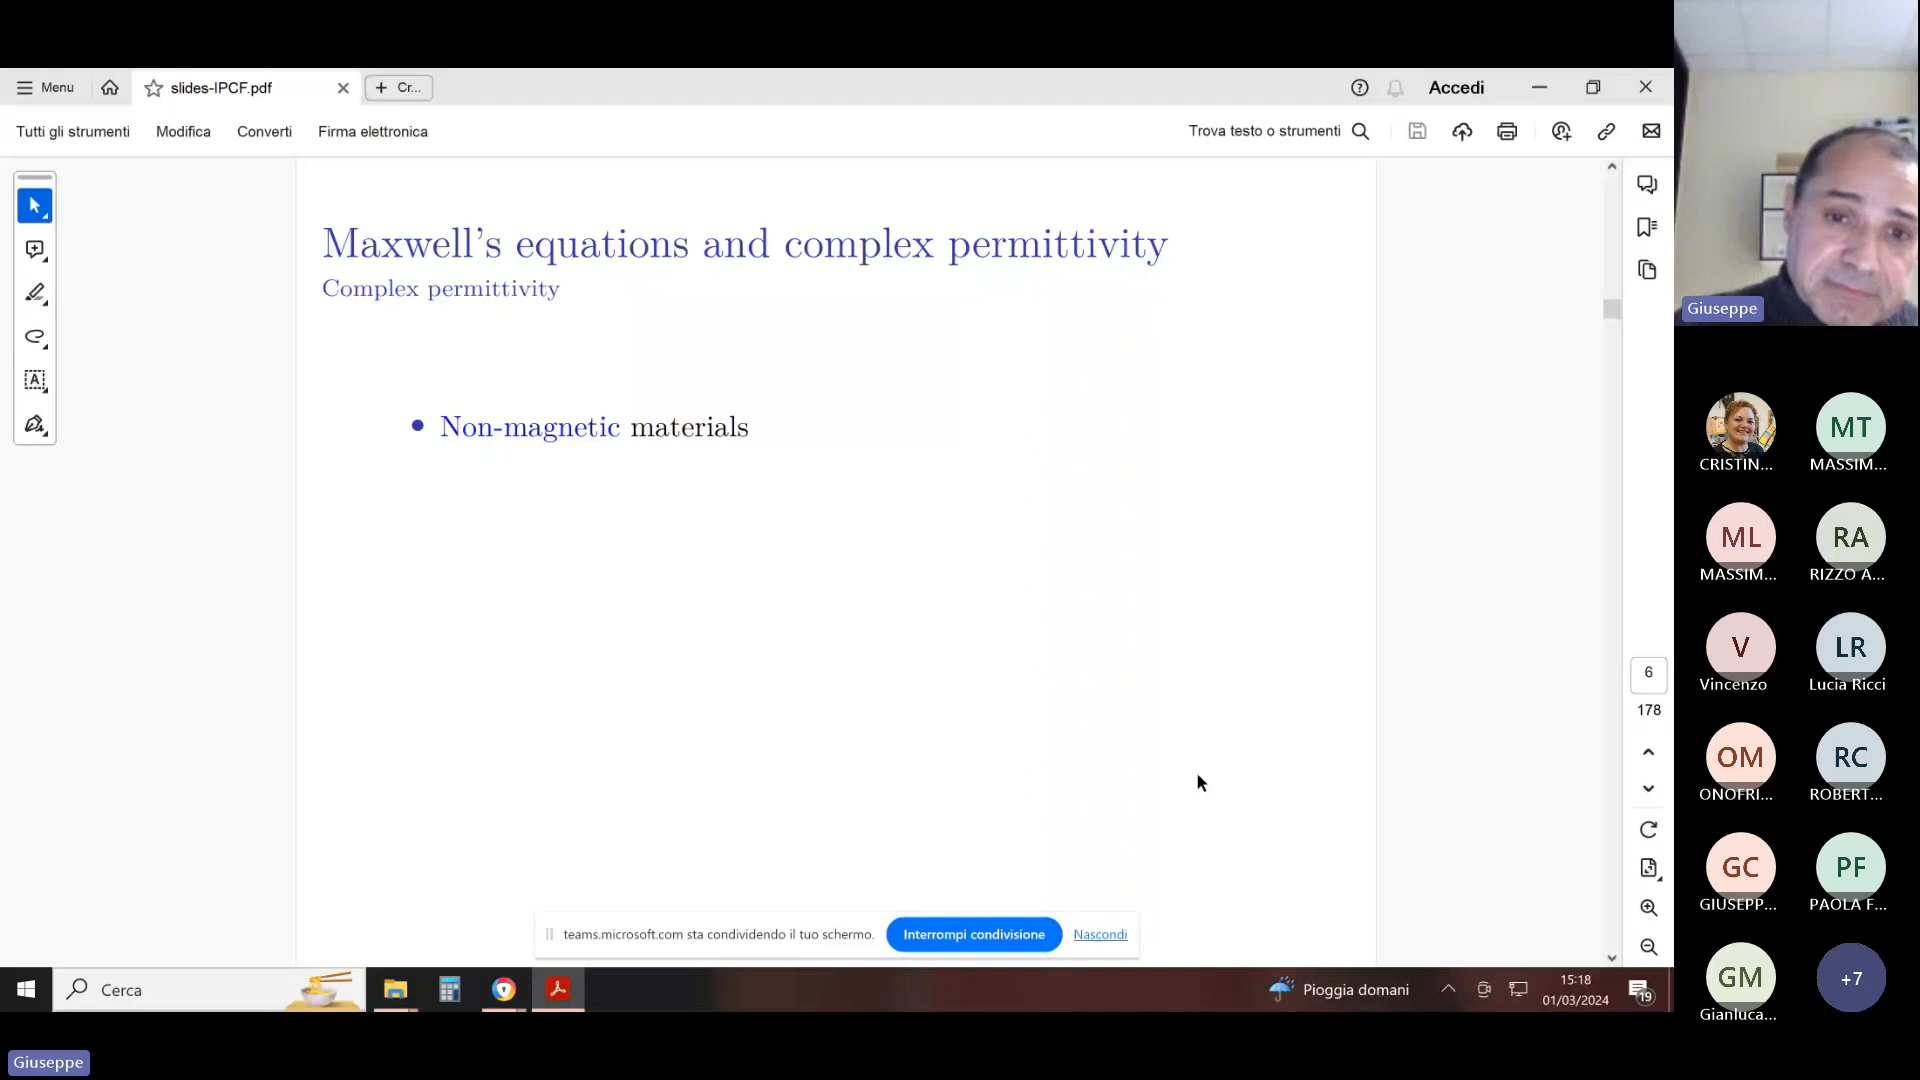 Menu
slides-IPCF.pdf
Cr...
Accedi
Tutti gli strumenti
Modifica
Converti
Firma elettronica
Trova testo o strumenti
Maxwell's equations and complex permittivity
Complex permittivity
Non-magnetic materials
6
178
teams.microsoft.com sta condividendo il tuo schermo.
Interrompi condivisione
Nascondi
Cerca
Pioggia domani
15:18
01/03/2024
19
Giuseppe
Giuseppe
CRISTIN...
MT
MASSIM...
ML
MASSIM...
RA
RIZZO A...
V
Vincenzo
LR
Lucia Ricci
OM
ONOFRI...
RC
ROBERT...
GC
GIUSEPP...
PF
PAOLA F...
GM
Gianluca...
+7